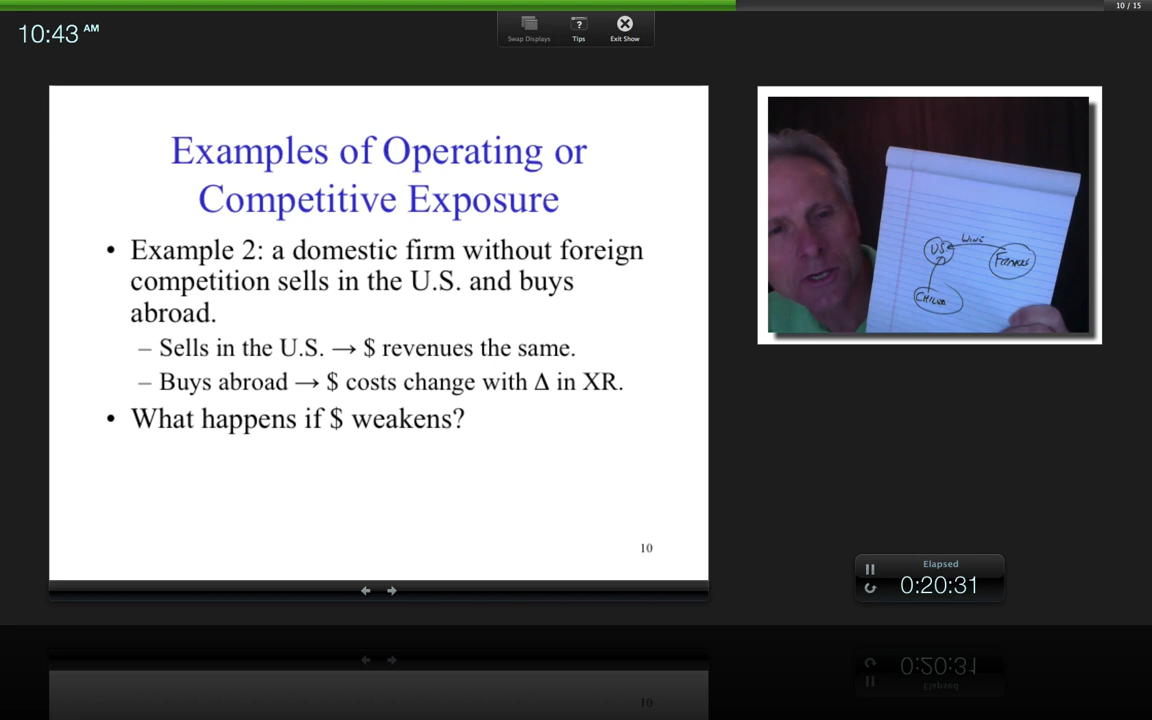 10 / 15
10:43 AM
Swap Displays
Tips
Exit Show
Examples of Operating or
Competitive Exposure
• Example 2: a domestic firm without foreign
competition sells in the U.S. and buys
abroad.
– Sells in the U.S. → $ revenues the same.
– Buys abroad → $ costs change with Δ in XR.
• What happens if $ weakens?
10
US
WINE
Elapsed
0:20:31